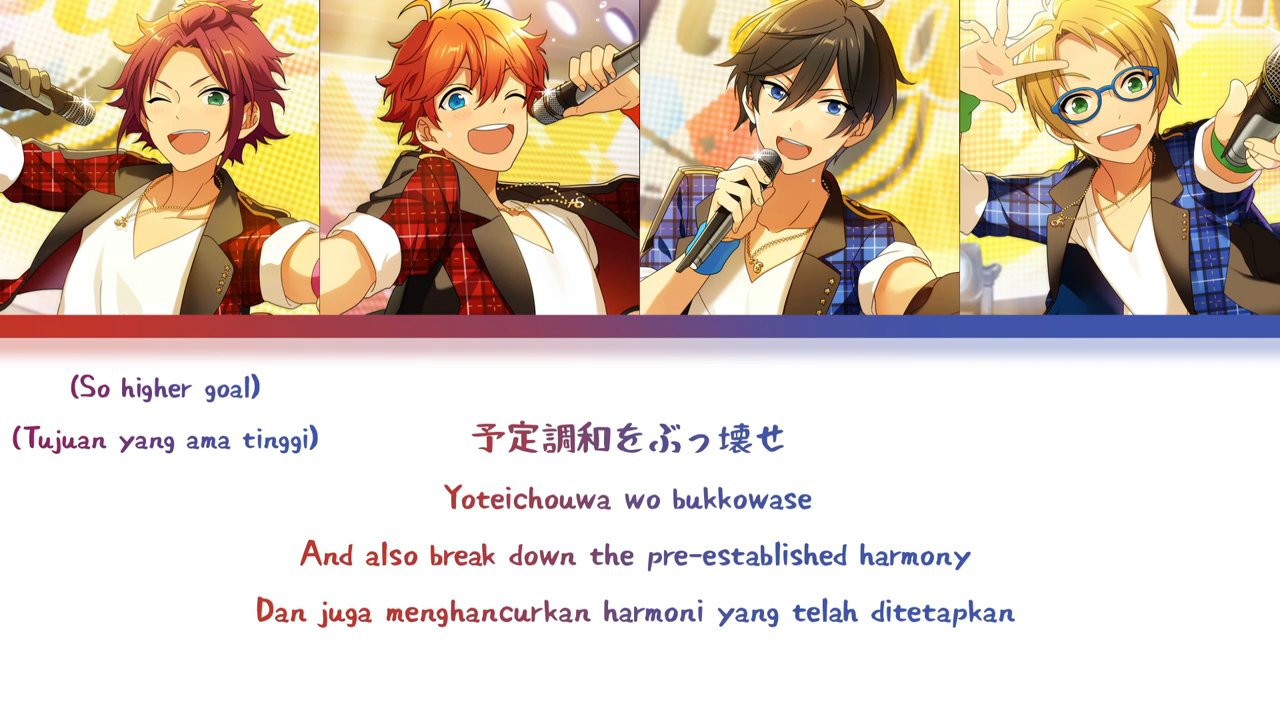 (So higher goal)
(Tujuan yang ama tinggi)
予定調和をぶっ壊せ
Yoteichouwa wo bukkowase
And also break down the pre-established harmony
Dan juga menghancurkan harmoni yang telah ditetapkan